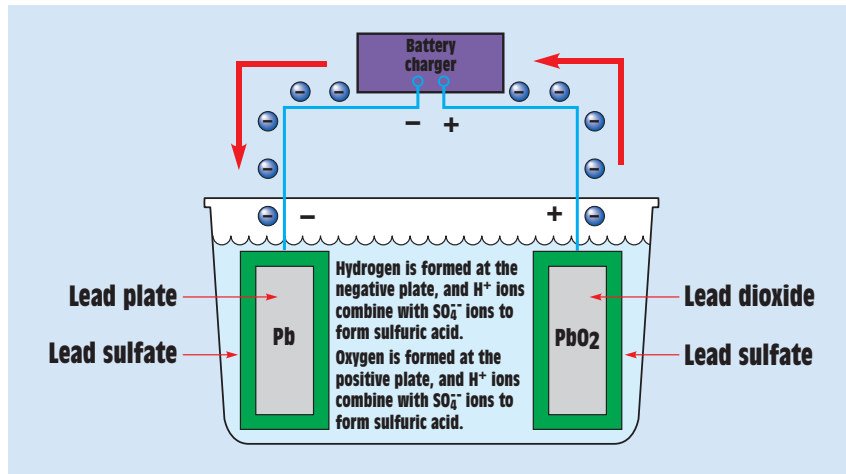 Battery
charger
− +
− +
Lead plate
Lead sulfate
Pb
Hydrogen is formed at the
negative plate, and H⁺ ions
combine with SO₄⁻⁻ ions to
form sulfuric acid.
Oxygen is formed at the
positive plate, and H⁺ ions
combine with SO₄⁻⁻ ions to
form sulfuric acid.
PbO₂
Lead dioxide
Lead sulfate